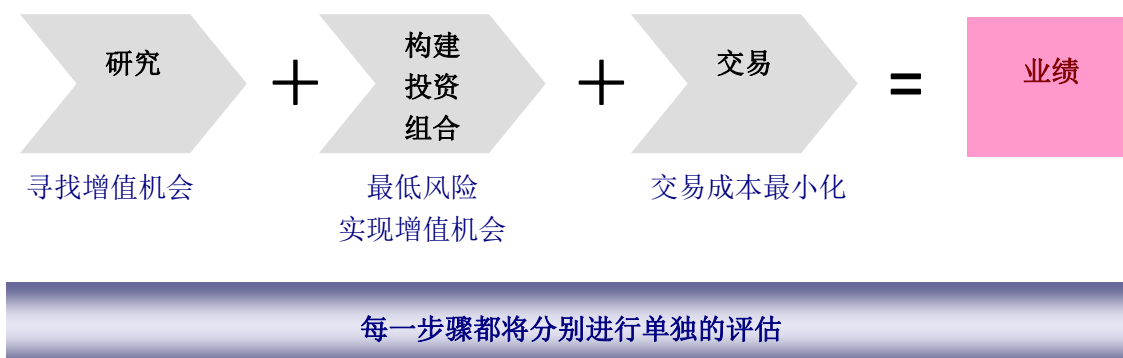 研究
+
构建
投资
组合
+
交易
=
业绩
寻找增值机会
最低风险
实现增值机会
交易成本最小化
每一步骤都将分别进行单独的评估